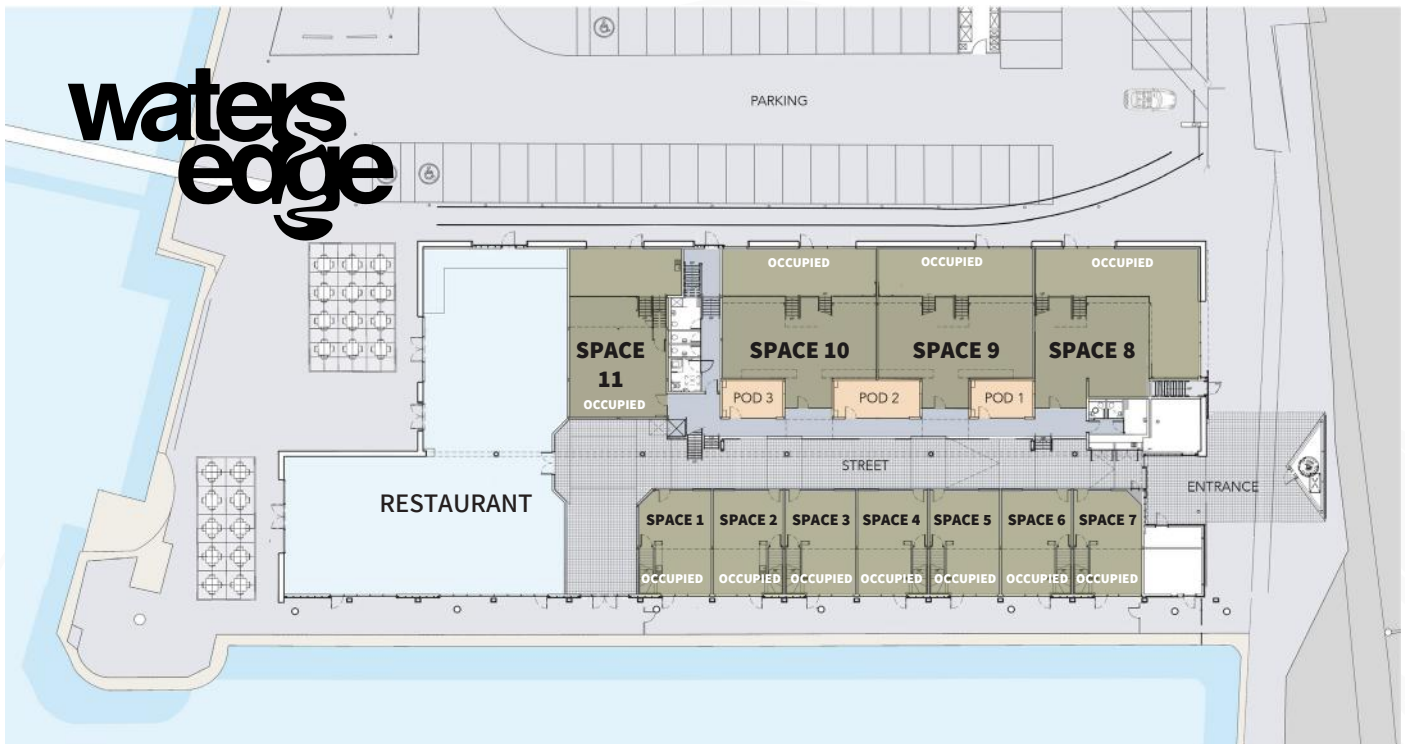 waters
edge
PARKING
OCCUPIED
OCCUPIED
OCCUPIED
SPACE
11
OCCUPIED
SPACE 10
SPACE 9
SPACE 8
POD 3
POD 2
POD 1
STREET
ENTRANCE
RESTAURANT
SPACE 1
SPACE 2
SPACE 3
SPACE 4
SPACE 5
SPACE 6
SPACE 7
OCCUPIED
OCCUPIED
OCCUPIED
OCCUPIED
OCCUPIED
OCCUPIED
OCCUPIED